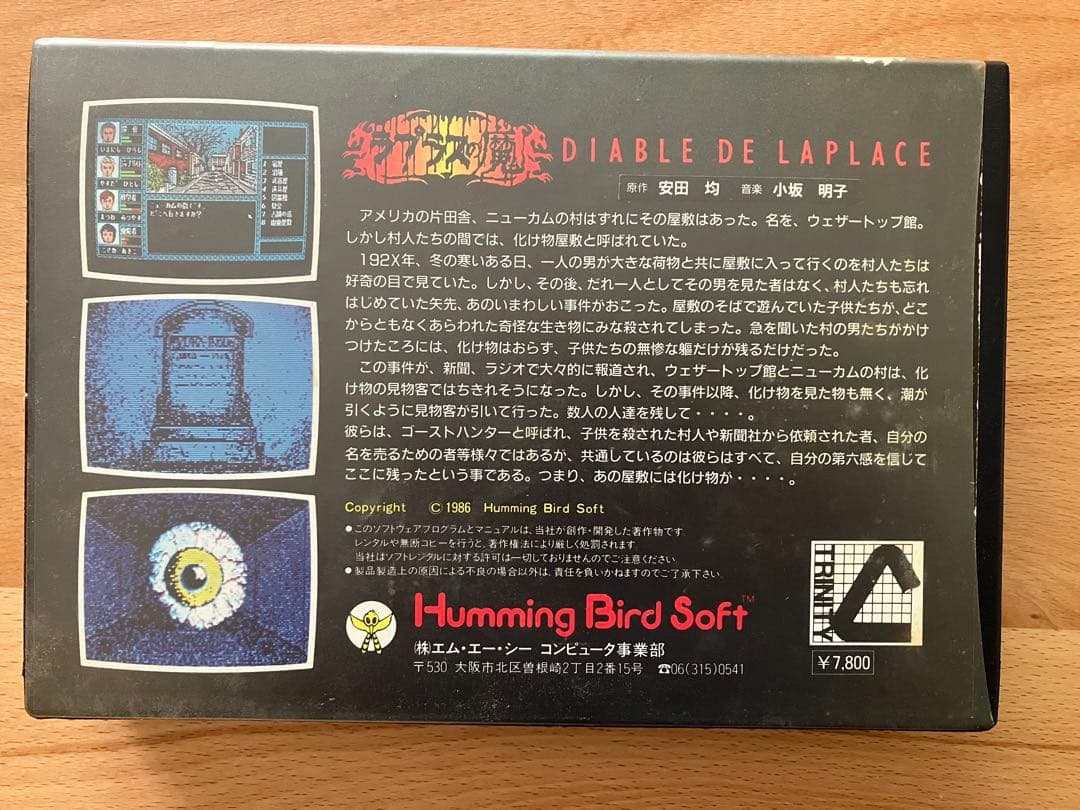 ラプラスの魔 DIABLE DE LAPLACE
原作 安田 均 音楽 小坂 明子
アメリカの片田舎、ニューカムの村はずれにその屋敷はあった。名を、ウェザートップ館。
しかし村人たちの間では、化け物屋敷と呼ばれていた。
192X年、冬の寒いある日、一人の男が大きな荷物と共に屋敷に入って行くのを村人たちは
好奇の目で見ていた。しかし、その後、だれ一人としてその男を見た者はなく、村人たちも忘れ
はじめていた矢先、あのいまわしい事件がおこった。屋敷のそばで遊んでいた子供たちが、どこ
からともなくあらわれた奇怪な生き物にみな殺されてしまった。急を聞いた村の男たちがかけ
つけたころには、化け物はおらず、子供たちの無惨な軀だけが残るだけだった。
この事件が、新聞、ラジオで大々的に報道され、ウェザートップ館とニューカムの村は、化
け物の見物客ではちきれそうになった。しかし、その事件以降、化け物を見た物も無く、潮が
引くように見物客が引いて行った。数人の人達を残して・・・・。
彼らは、ゴーストハンターと呼ばれ、子供を殺された村人や新聞社から依頼された者、自分の
名を売るための者等様々ではあるが、共通しているのは彼らはすべて、自分の第六感を信じて
ここに残ったという事である。つまり、あの屋敷には化け物が・・・・。
Copyright © 1986 Humming Bird Soft
●このソフトウェアプログラムとマニュアルは、当社が創作・開発した著作物です。
レンタルや無断コピーを行うと、著作権法により厳しく処罰されます。
当社はソフトレンタルに対する許可は一切しておりませんのでご注意ください。
●製品製造上の原因による不良の場合以外は、責任を負いかねますのでご了承下さい。
Humming Bird Soft™
(株)エム・エー・シー コンピュータ事業部
〒530 大阪市北区曽根崎2丁目2番15号 ☎06(315)0541
TRINITY
￥7,800